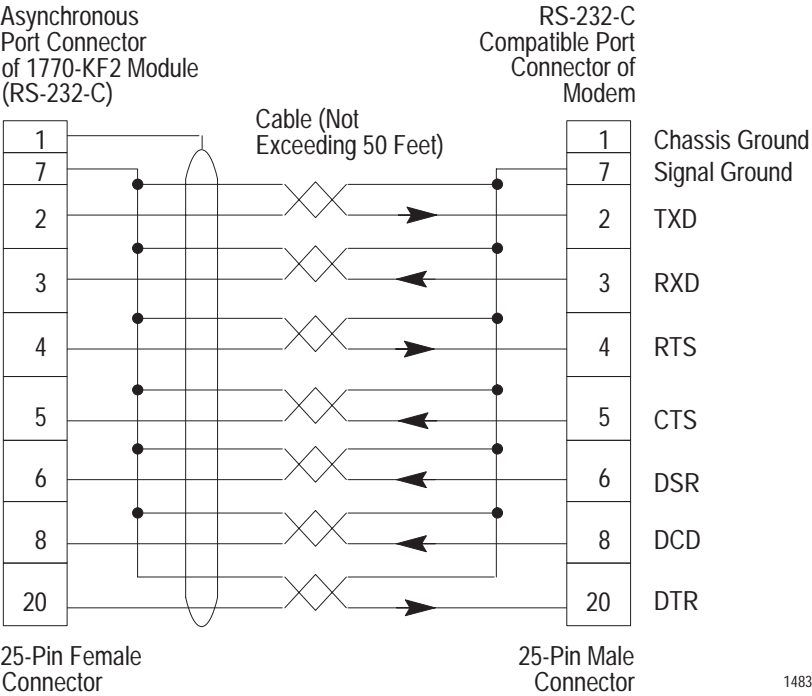 Asynchronous
Port Connector
of 1770-KF2 Module
(RS-232-C)
RS-232-C
Compatible Port
Connector of
Modem
Cable (Not
Exceeding 50 Feet)
1 1 Chassis Ground
7 7 Signal Ground
2 2 TXD
3 3 RXD
4 4 RTS
5 5 CTS
6 6 DSR
8 8 DCD
20 20 DTR
25-Pin Female
Connector
25-Pin Male
Connector
1483